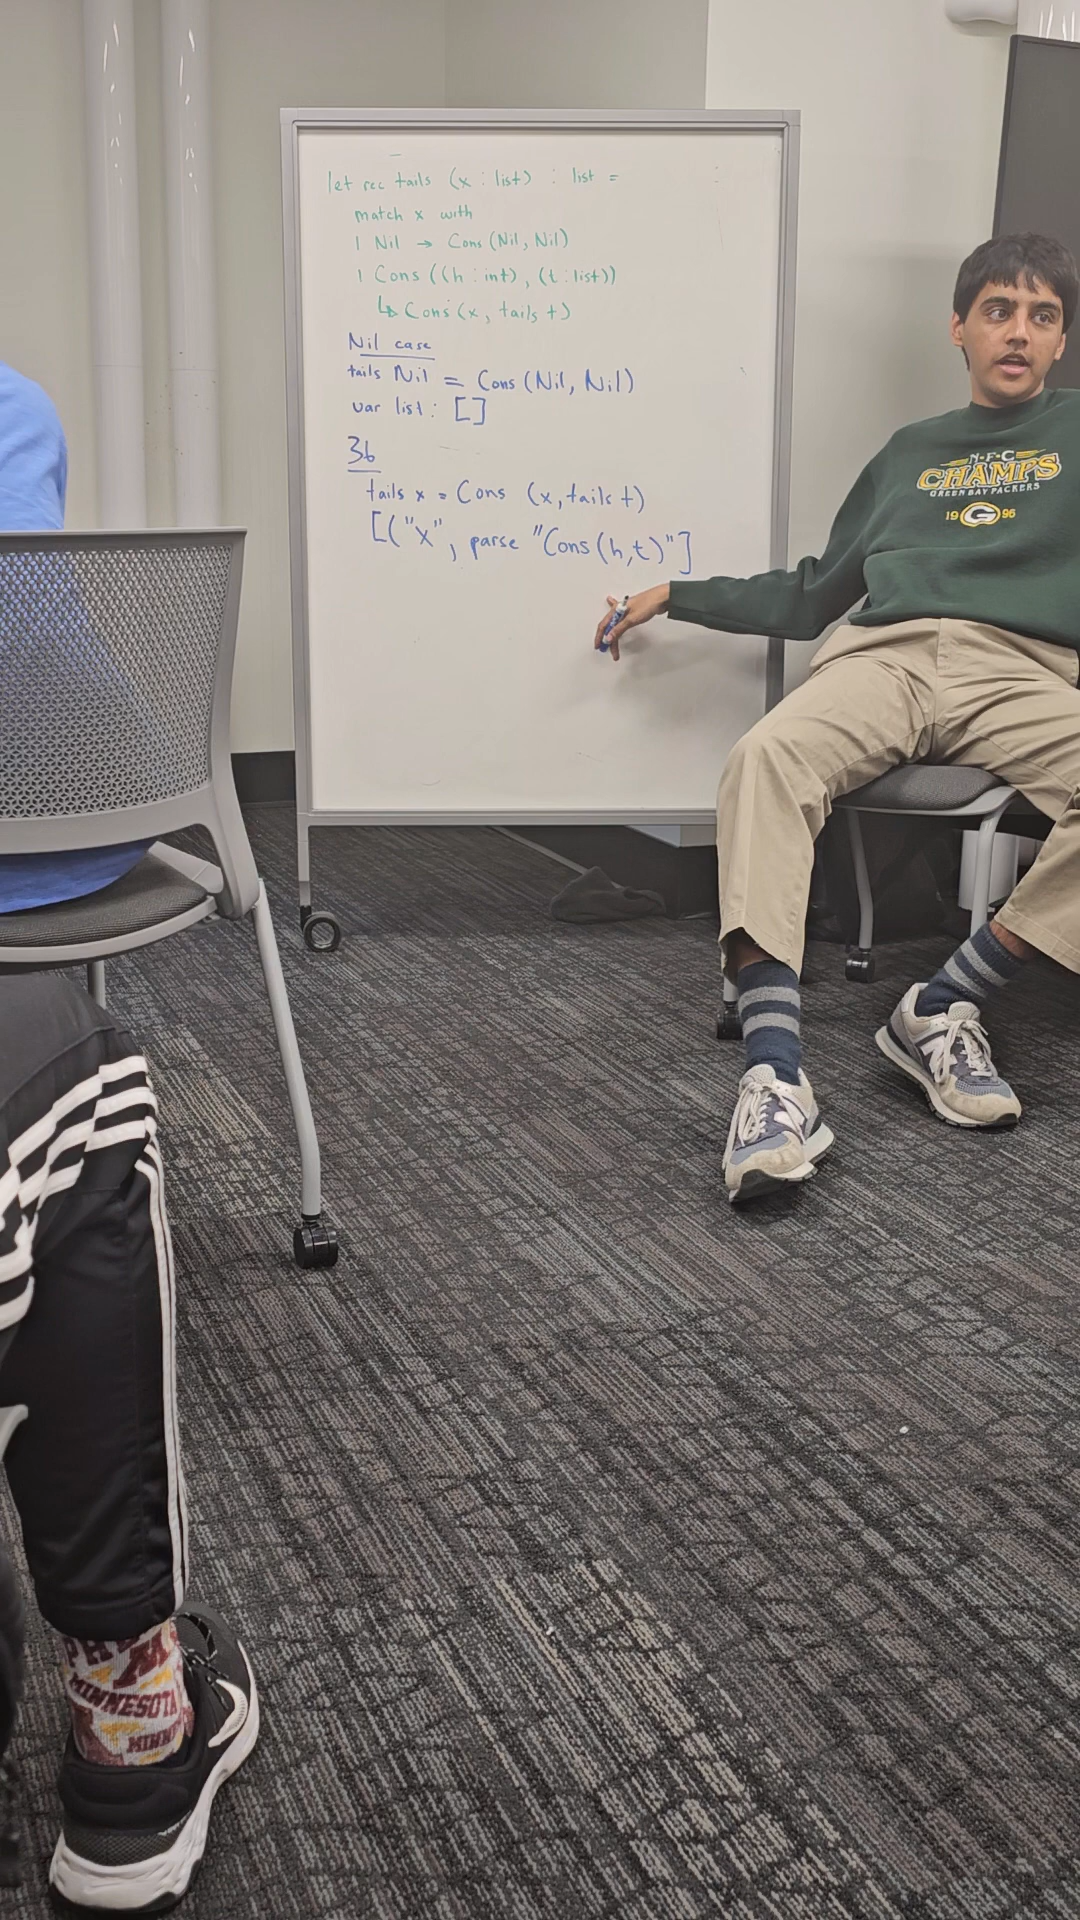 let rec tails (x : list) : list =
match x with
| Nil → Cons (Nil, Nil)
| Cons ((h : int), (t : list))
↳ Cons (x, tails t)
Nil case
tails Nil = Cons (Nil, Nil)
var list : []
3b
tails x = Cons (x, tails t)
[("x", parse "Cons (h,t)"]
N·F·C
CHAMPS
GREEN BAY PACKERS
19 G 96
N
MINNESOTA